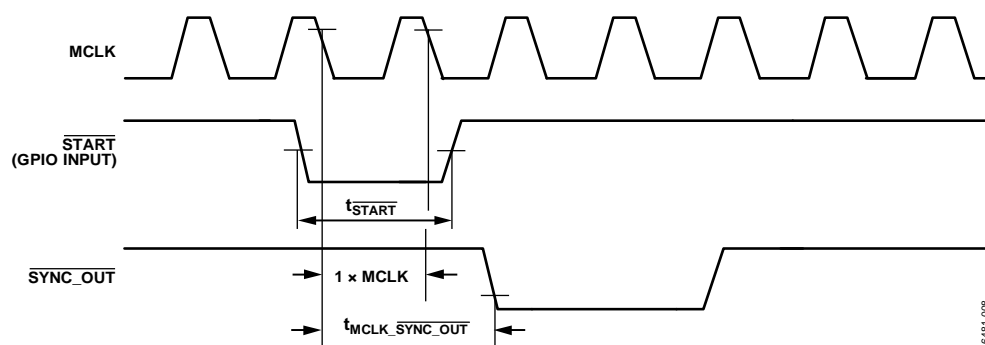 MCLK
START
(GPIO INPUT)
tSTART
SYNC_OUT
1 × MCLK
tMCLK_SYNC_OUT